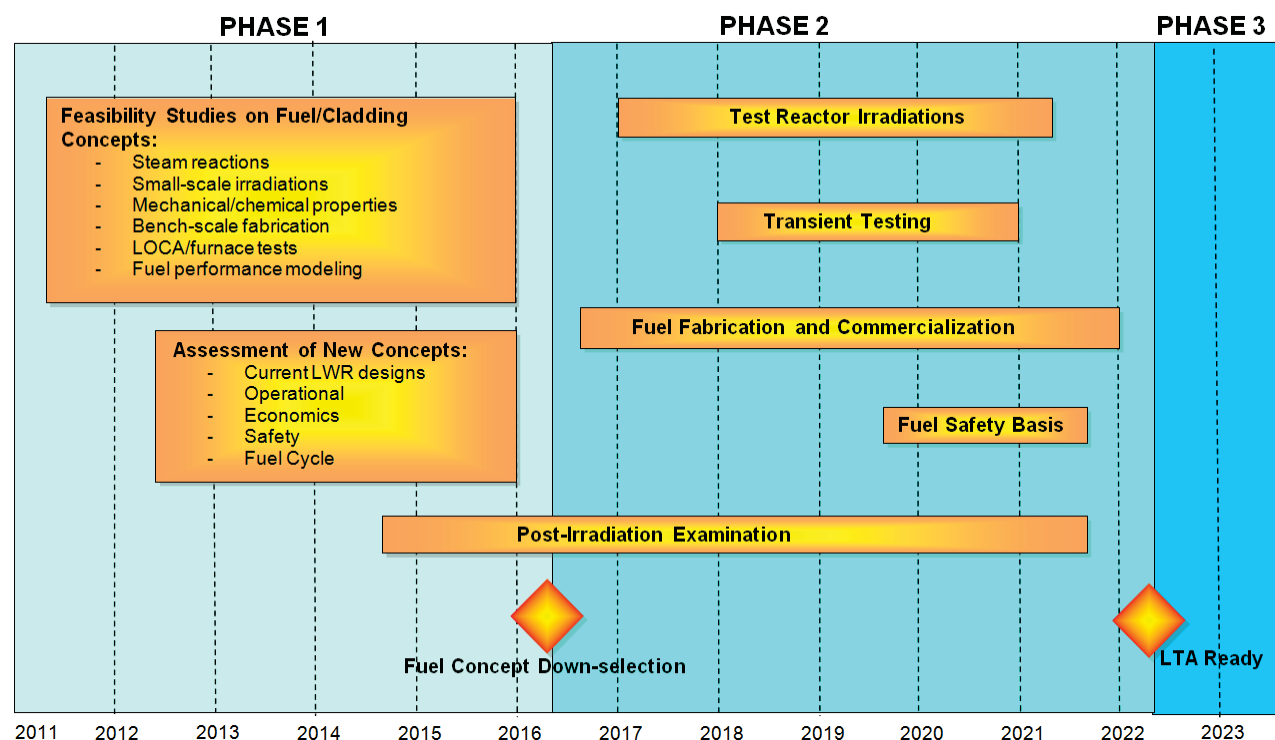 PHASE 1
PHASE 2
PHASE 3
Feasibility Studies on Fuel/Cladding
Concepts:
- Steam reactions
- Small-scale irradiations
- Mechanical/chemical properties
- Bench-scale fabrication
- LOCA/furnace tests
- Fuel performance modeling
Assessment of New Concepts:
- Current LWR designs
- Operational
- Economics
- Safety
- Fuel Cycle
Test Reactor Irradiations
Transient Testing
Fuel Fabrication and Commercialization
Fuel Safety Basis
Post-Irradiation Examination
Fuel Concept Down-selection
LTA Ready
2011 2012 2013 2014 2015 2016 2017 2018 2019 2020 2021 2022 2023